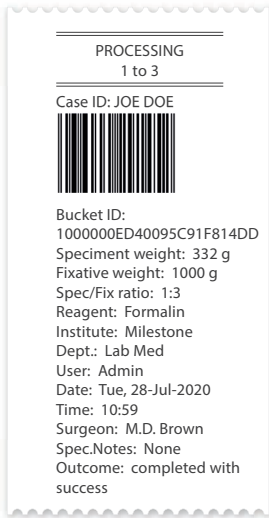 PROCESSING
1 to 3
Case ID: JOE DOE
Bucket ID:
1000000ED40095C91F814DD
Speciment weight: 332 g
Fixative weight: 1000 g
Spec/Fix ratio: 1:3
Reagent: Formalin
Institute: Milestone
Dept.: Lab Med
User: Admin
Date: Tue, 28-Jul-2020
Time: 10:59
Surgeon: M.D. Brown
Spec.Notes: None
Outcome: completed with
success